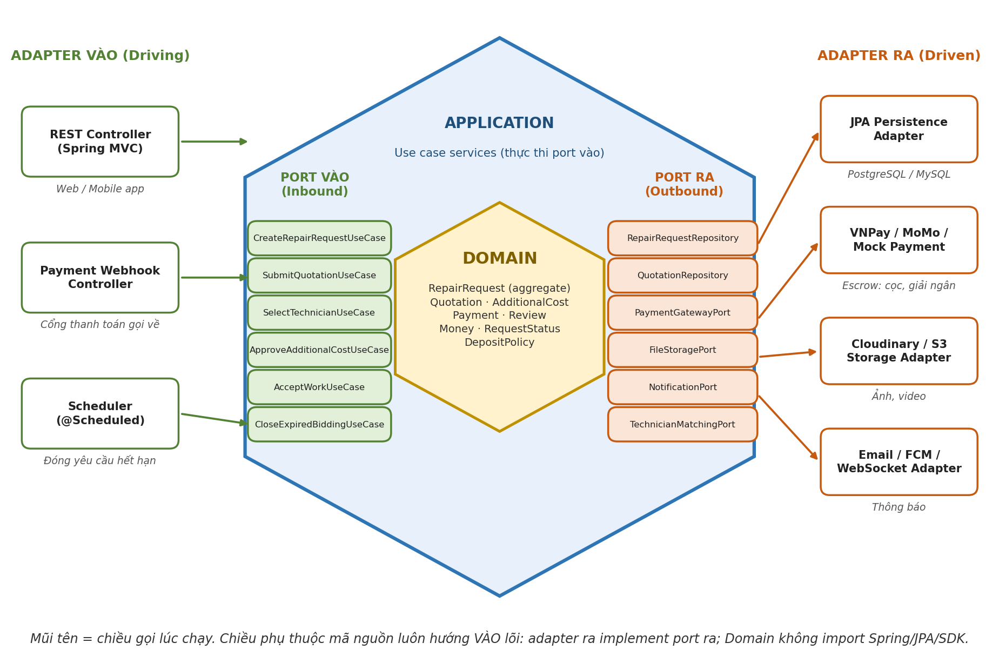 ADAPTER VÀO (Driving)
REST Controller
(Spring MVC)
Web / Mobile app
Payment Webhook
Controller
Cổng thanh toán gọi về
Scheduler
(@Scheduled)
Đóng yêu cầu hết hạn
APPLICATION
Use case services (thực thi port vào)
PORT VÀO
(Inbound)
CreateRepairRequestUseCase
SubmitQuotationUseCase
SelectTechnicianUseCase
ApproveAdditionalCostUseCase
AcceptWorkUseCase
CloseExpiredBiddingUseCase
DOMAIN
RepairRequest (aggregate)
Quotation · AdditionalCost
Payment · Review
Money · RequestStatus
DepositPolicy
PORT RA
(Outbound)
RepairRequestRepository
QuotationRepository
PaymentGatewayPort
FileStoragePort
NotificationPort
TechnicianMatchingPort
ADAPTER RA (Driven)
JPA Persistence
Adapter
PostgreSQL / MySQL
VNPay / MoMo /
Mock Payment
Escrow: cọc, giải ngân
Cloudinary / S3
Storage Adapter
Ảnh, video
Email / FCM /
WebSocket Adapter
Thông báo
Mũi tên = chiều gọi lúc chạy. Chiều phụ thuộc mã nguồn luôn hướng VÀO lõi: adapter ra implement port ra; Domain không import Spring/JPA/SDK.